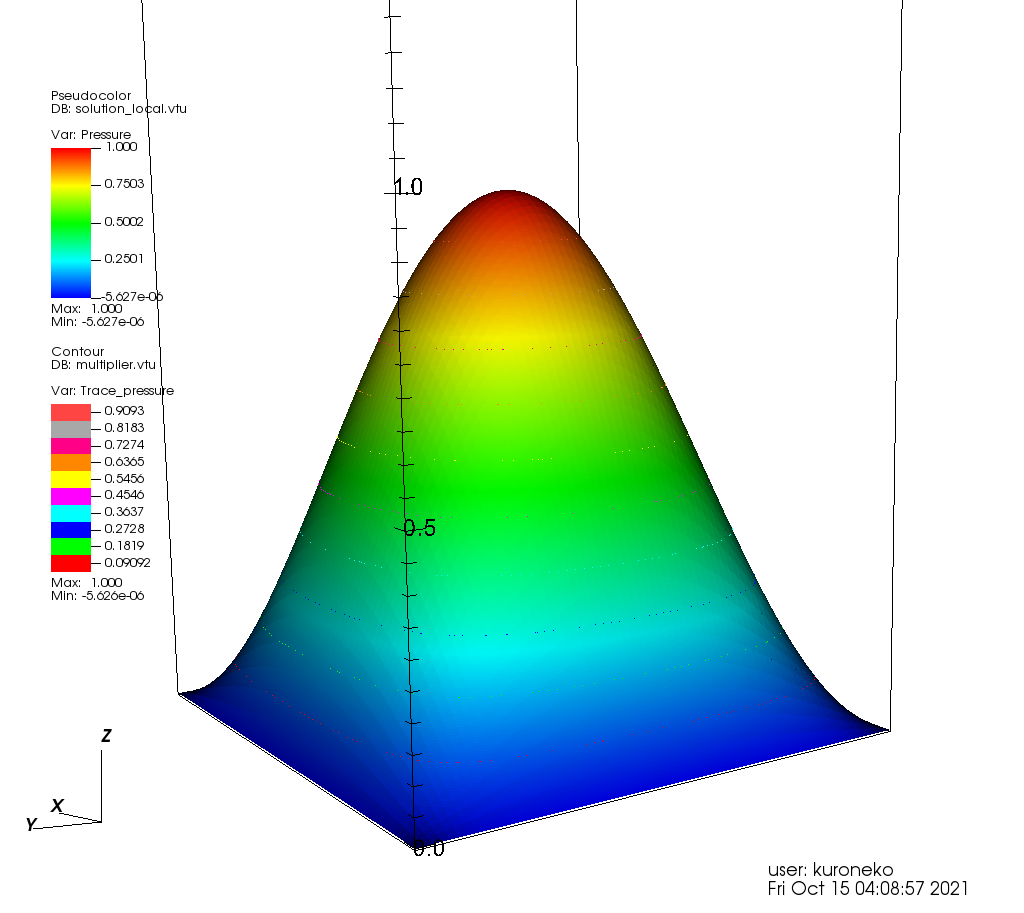 Pseudocolor
DB: solution_local.vtu
Var: Pressure
1.000
0.7503
0.5002
0.2501
-5.627e-06
Max: 1.000
Min: -5.627e-06
Contour
DB: multiplier.vtu
Var: Trace_pressure
0.9093
0.8183
0.7274
0.6365
0.5456
0.4546
0.3637
0.2728
0.1819
0.09092
Max: 1.000
Min: -5.626e-06
1.0
0.5
0.0
Z
X
Y
user: kuroneko
Fri Oct 15 04:08:57 2021